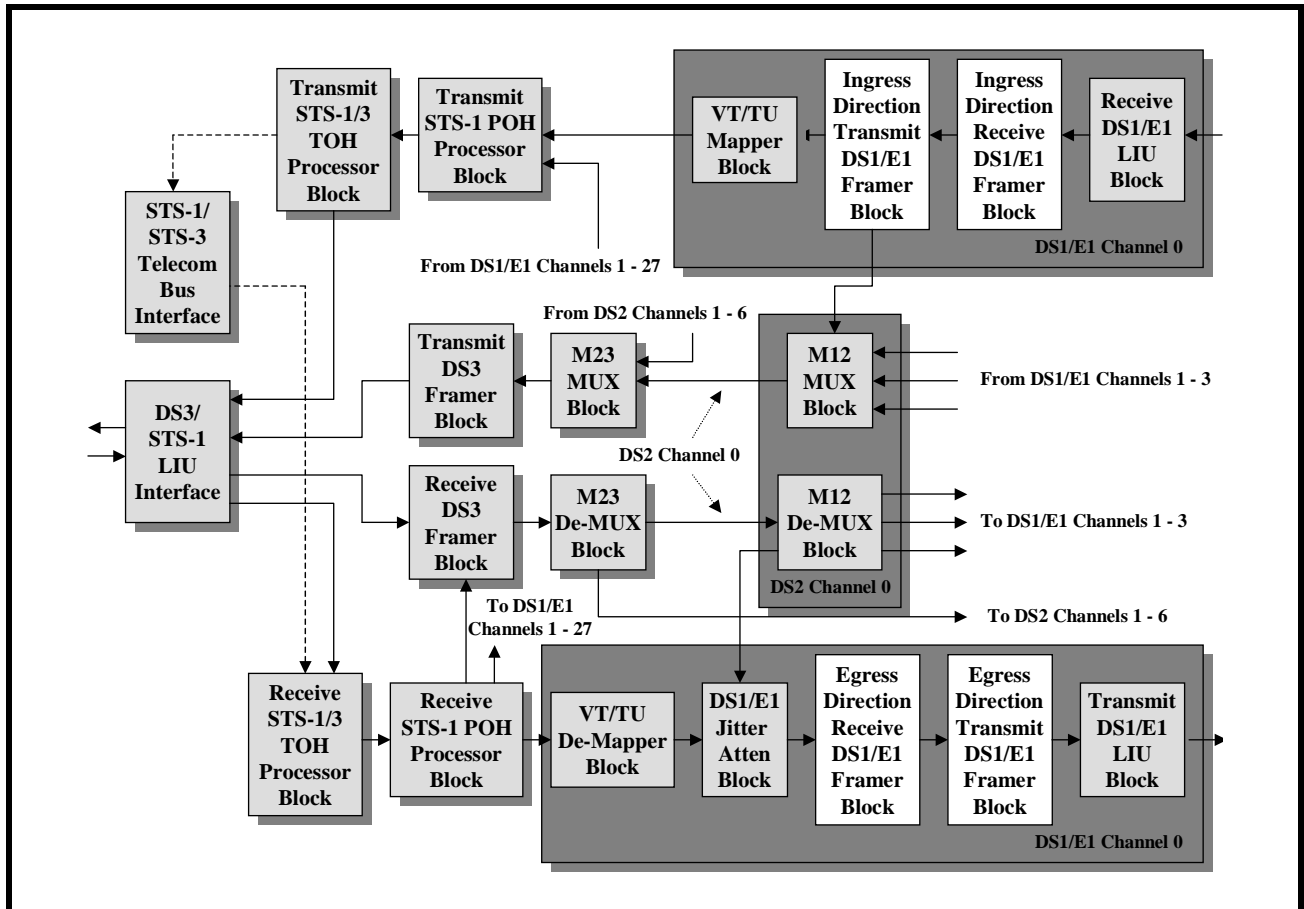 Transmit
STS-1/3
TOH
Processor
Block
Transmit
STS-1 POH
Processor
Block
VT/TU
Mapper
Block
Ingress
Direction
Transmit
DS1/E1
Framer
Block
Ingress
Direction
Receive
DS1/E1
Framer
Block
Receive
DS1/E1
LIU
Block
DS1/E1 Channel 0
STS-1/
STS-3
Telecom
Bus
Interface
From DS1/E1 Channels 1 - 27
From DS2 Channels 1 - 6
Transmit
DS3
Framer
Block
M23
MUX
Block
M12
MUX
Block
From DS1/E1 Channels 1 - 3
DS3/
STS-1
LIU
Interface
DS2 Channel 0
Receive
DS3
Framer
Block
M23
De-MUX
Block
M12
De-MUX
Block
To DS1/E1 Channels 1 - 3
DS2 Channel 0
To DS1/E1
Channels 1 - 27
To DS2 Channels 1 - 6
Receive
STS-1/3
TOH
Processor
Block
Receive
STS-1 POH
Processor
Block
VT/TU
De-Mapper
Block
DS1/E1
Jitter
Atten
Block
Egress
Direction
Receive
DS1/E1
Framer
Block
Egress
Direction
Transmit
DS1/E1
Framer
Block
Transmit
DS1/E1
LIU
Block
DS1/E1 Channel 0